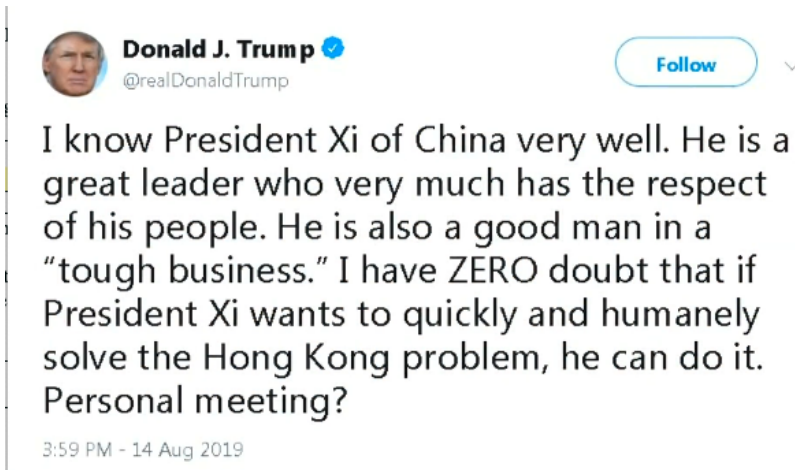 Donald J. Trump
@realDonaldTrump
Follow
I know President Xi of China very well. He is a
great leader who very much has the respect
of his people. He is also a good man in a
“tough business.” I have ZERO doubt that if
President Xi wants to quickly and humanely
solve the Hong Kong problem, he can do it.
Personal meeting?
3:59 PM - 14 Aug 2019